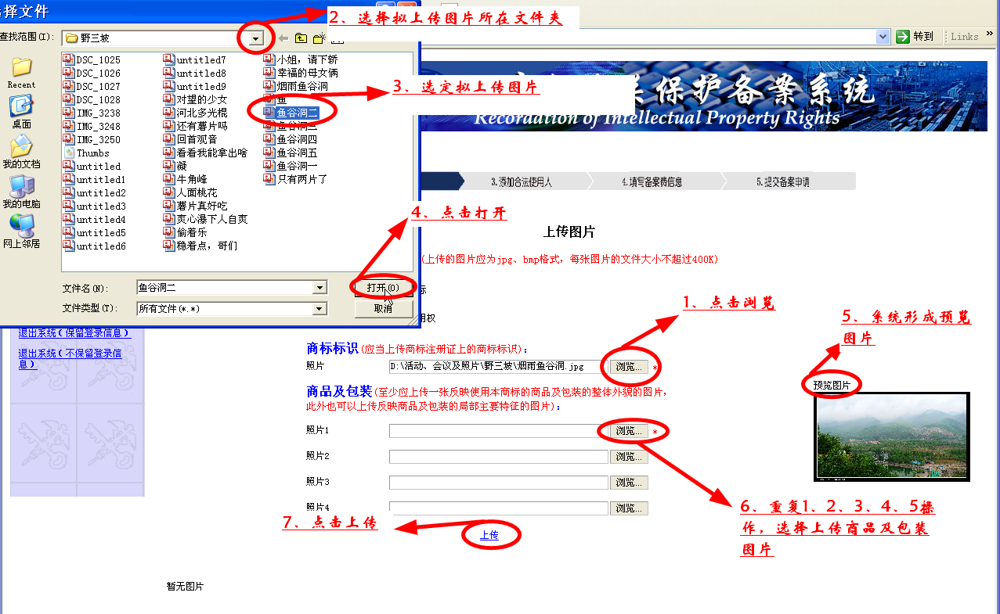 选择文件
2、选择拟上传图片所在文件夹
查找范围(I):
野三坡
转到
Links
Recent
桌面
我的文档
我的电脑
网上邻居
DSC_1025
DSC_1026
DSC_1027
DSC_1028
IMG_3238
IMG_3248
IMG_3250
Thumbs
untitled
untitled1
untitled2
untitled3
untitled4
untitled5
untitled6
untitled7
untitled8
untitled9
对望的少女
河北多光棍
还有薯片吗
回首观音
看看我能拿出啥
凝
牛角峰
人面桃花
薯片真好吃
爽心瀑下人自爽
偷着乐
稳着点，哥们
小姐，请下轿
幸福的母女俩
烟雨鱼谷洞
鱼
鱼谷洞二
鱼谷洞三
鱼谷洞四
鱼谷洞五
鱼谷洞一
只有两片了
3、选定拟上传图片
保护备案系统
Recordation of Intellectual Property Rights
3.添加合法使用人
4.填写备案费信息
5.提交备案申请
4、点击打开
上传图片
(上传的图片应为jpg、bmp格式，每张图片的文件大小不超过400K)
文件名(N):
鱼谷洞二
打开(O)
文件类型(T):
所有文件(*.*)
取消
标
用权
1、点击浏览
5、系统形成预览
图片
退出系统(保留登录信息)
退出系统(不保留登录信
息)
商标标识(应当上传商标注册证上的商标标识)：
照片
D:\活动、会议及照片\野三坡\烟雨鱼谷洞.jpg
浏览...
*
预览图片
商品及包装(至少应上传一张反映使用本商标的商品及包装的整体外貌的图片，
此外也可以上传反映商品及包装的局部主要特征的图片)：
照片1
浏览...
*
照片2
浏览...
照片3
浏览...
照片4
浏览...
6、重复1、2、3、4、5操
作，选择上传商品及包装
图片
7、点击上传
上传
暂无图片